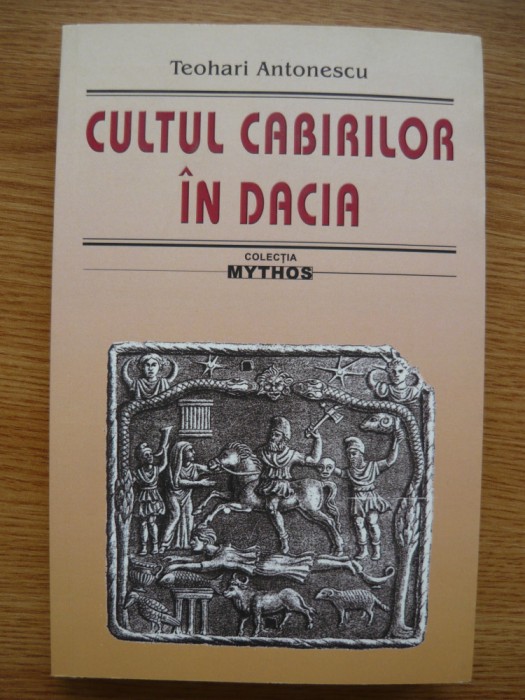 Teohari Antonescu
CULTUL CABIRILOR
ÎN DACIA
COLECȚIA
MYTHOS